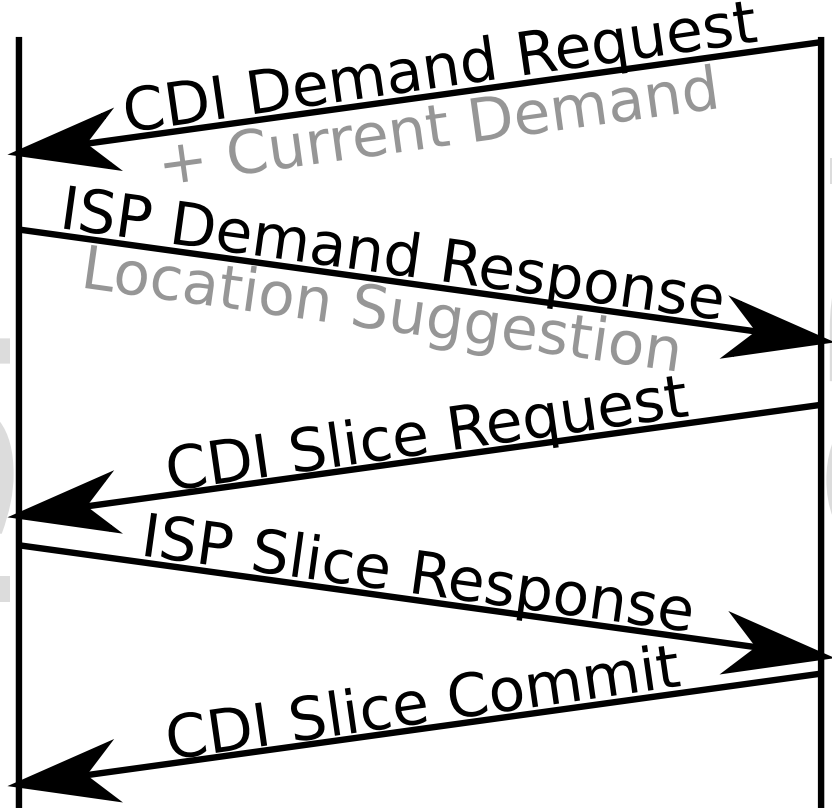 CDI Demand Request
+ Current Demand
ISP Demand Response
Location Suggestion
CDI Slice Request
ISP Slice Response
CDI Slice Commit